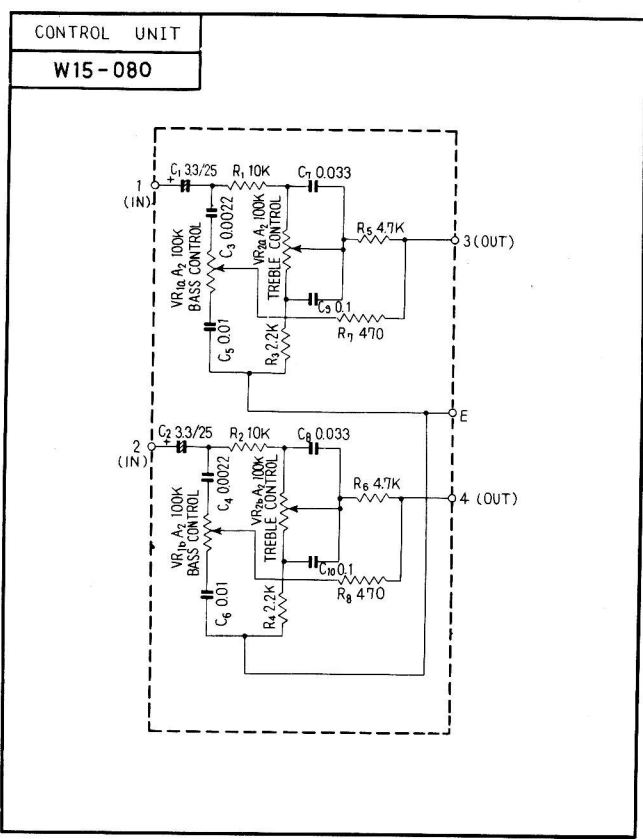 CONTROL UNIT
W15-080
C1 3.3/25
+
R1 10K
C7 0.033
1
(IN)
C3 0.0022
VR1a A2 100K
BASS CONTROL
VR2a A2 100K
TREBLE CONTROL
R5 4.7K
3(OUT)
C9 0.1
R7 470
C5 0.01
R3 2.2K
E
C2 3.3/25
+
R2 10K
C8 0.033
2
(IN)
C4 0.0022
VR1b A2 100K
BASS CONTROL
VR2b A2 100K
TREBLE CONTROL
R6 4.7K
4 (OUT)
C10 0.1
R8 470
C6 0.01
R4 2.2K